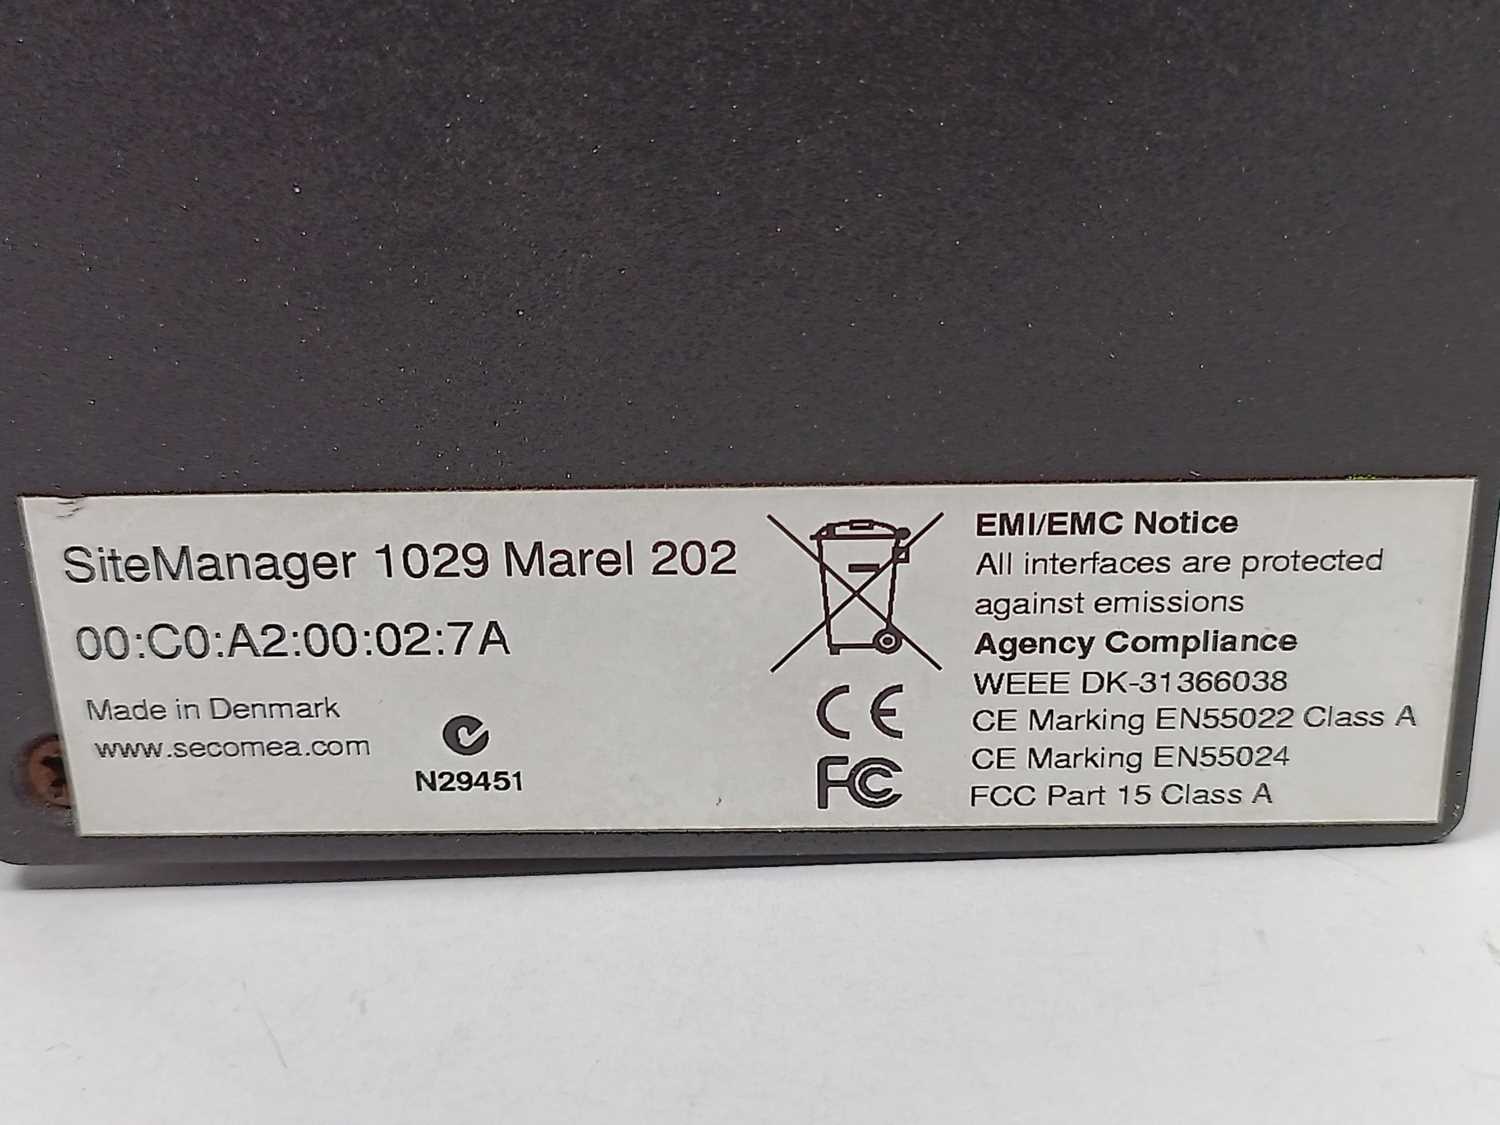 SiteManager 1029 Marel 202
00:C0:A2:00:02:7A
Made in Denmark
www.secomea.com
N29451
CE
FCC
EMI/EMC Notice
All interfaces are protected
against emissions
Agency Compliance
WEEE DK-31366038
CE Marking EN55022 Class A
CE Marking EN55024
FCC Part 15 Class A